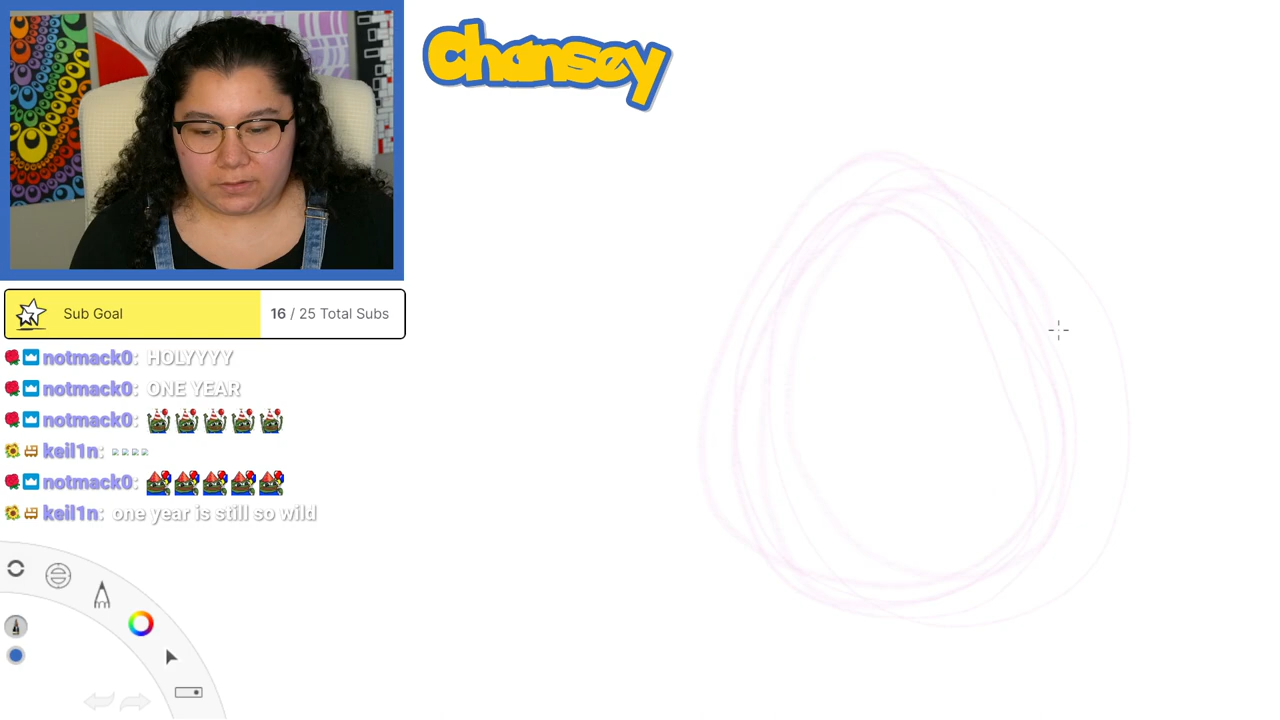 Chansey
Sub Goal
16 / 25 Total Subs
notmack0: HOLYYYY
notmack0: ONE YEAR
notmack0:
keil1n:
notmack0:
keil1n: one year is still so wild